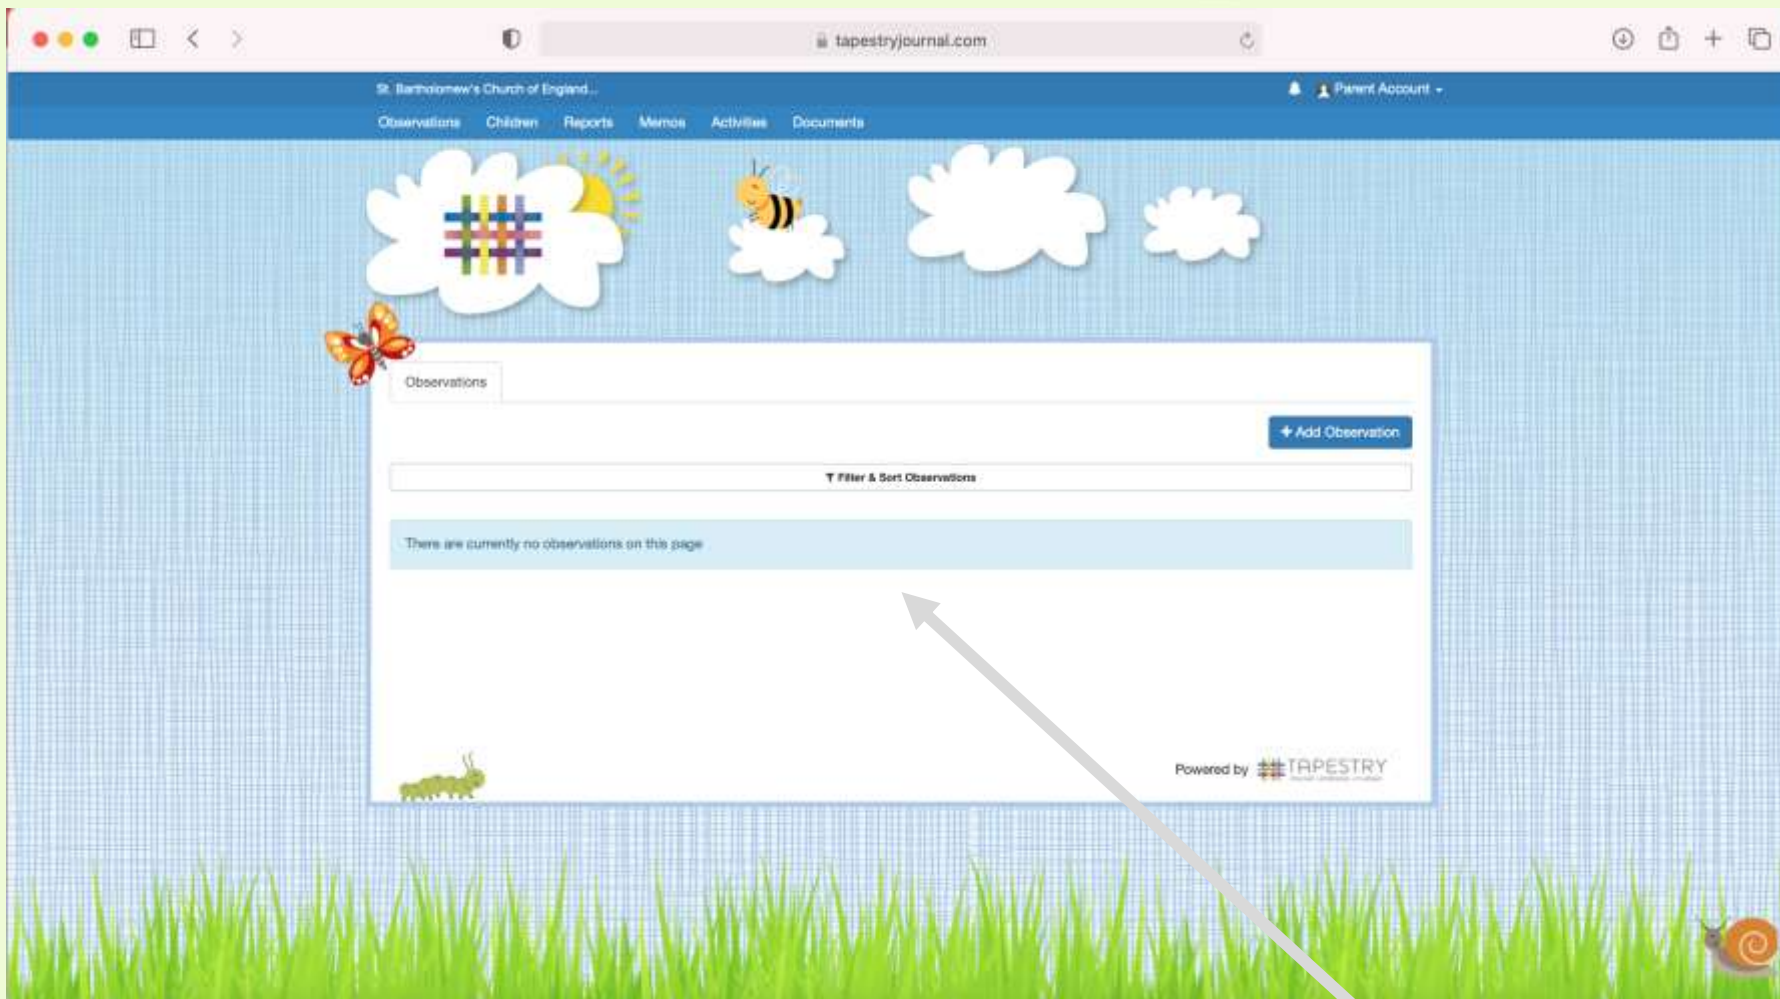 tapestryjournal.com
St. Bartholomew's Church of England...
Parent Account
Observations Children Reports Memos Activities Documents
Observations
+ Add Observation
Filter & Sort Observations
There are currently no observations on this page
Powered by TAPESTRY